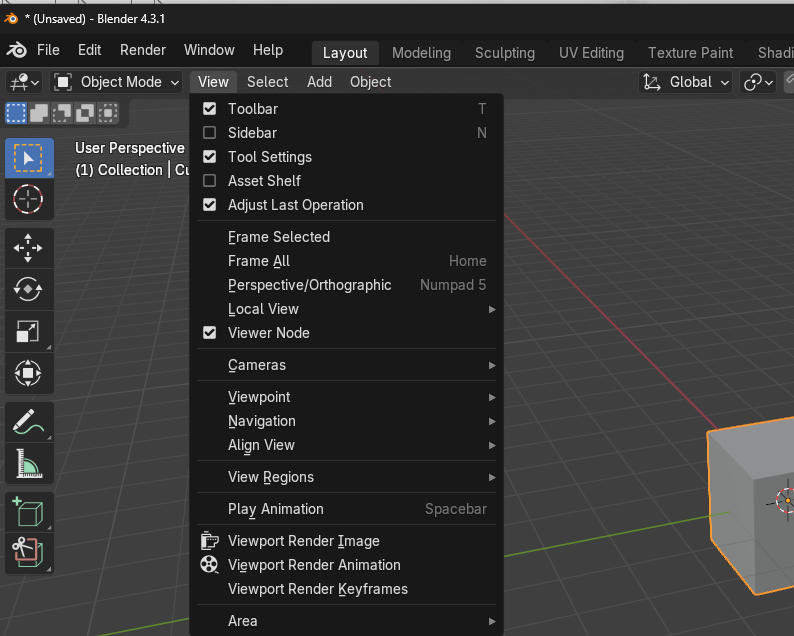 * (Unsaved) - Blender 4.3.1
File Edit Render Window Help Layout Modeling Sculpting UV Editing Texture Paint Shadi
Object Mode View Select Add Object Global
User Perspective
(1) Collection | Cu
Toolbar T
Sidebar N
Tool Settings
Asset Shelf
Adjust Last Operation
Frame Selected
Frame All Home
Perspective/Orthographic Numpad 5
Local View
Viewer Node
Cameras
Viewpoint
Navigation
Align View
View Regions
Play Animation Spacebar
Viewport Render Image
Viewport Render Animation
Viewport Render Keyframes
Area